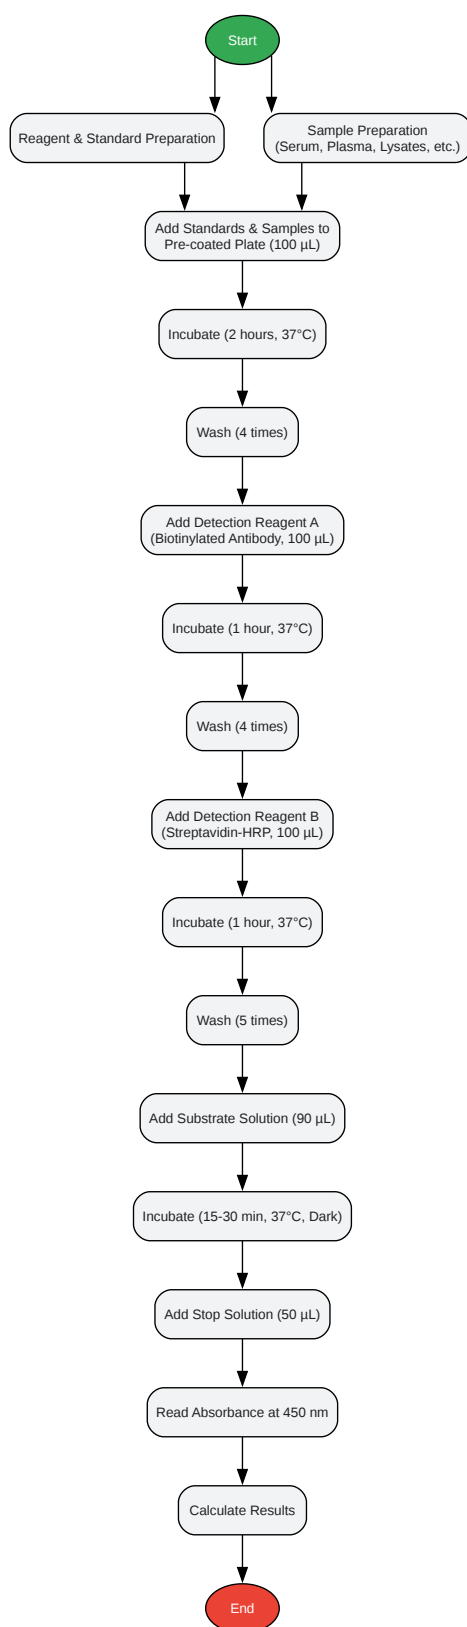 Start
Reagent & Standard Preparation
Sample Preparation
(Serum, Plasma, Lysates, etc.)
Add Standards & Samples to
Pre-coated Plate (100 µL)
Incubate (2 hours, 37°C)
Wash (4 times)
Add Detection Reagent A
(Biotinylated Antibody, 100 µL)
Incubate (1 hour, 37°C)
Wash (4 times)
Add Detection Reagent B
(Streptavidin-HRP, 100 µL)
Incubate (1 hour, 37°C)
Wash (5 times)
Add Substrate Solution (90 µL)
Incubate (15-30 min, 37°C, Dark)
Add Stop Solution (50 µL)
Read Absorbance at 450 nm
Calculate Results
End